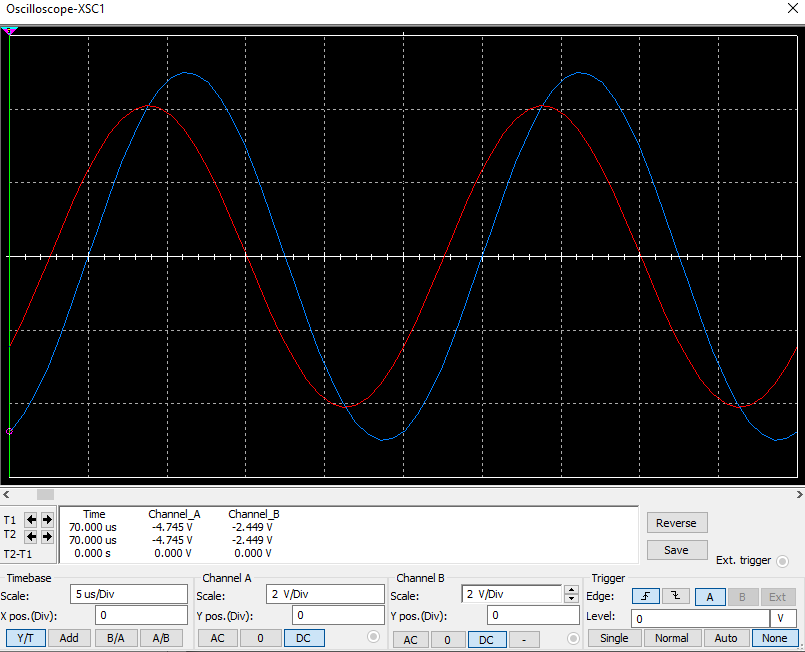 Oscilloscope-XSC1
T1
T2
T2-T1
Time Channel_A Channel_B
70.000 us -4.745 V -2.449 V
70.000 us -4.745 V -2.449 V
0.000 s 0.000 V 0.000 V
Reverse
Save
Ext. trigger
Timebase
Scale: 5 us/Div
X pos.(Div): 0
Y/T Add B/A A/B
Channel A
Scale: 2 V/Div
Y pos.(Div): 0
AC 0 DC
Channel B
Scale: 2 V/Div
Y pos.(Div): 0
AC 0 DC -
Trigger
Edge: A B Ext
Level: 0 V
Single Normal Auto None